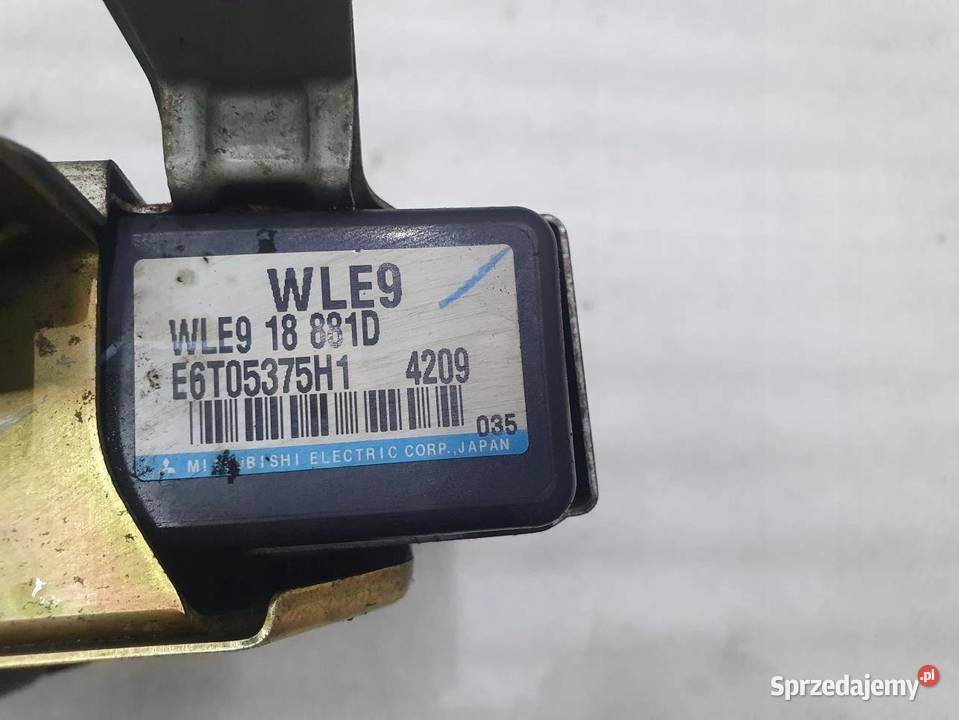 WLE9
WLE9 18 881D
E6T05375H1 4209
035
MITSUBISHI ELECTRIC CORP., JAPAN
Sprzedajemy.pl